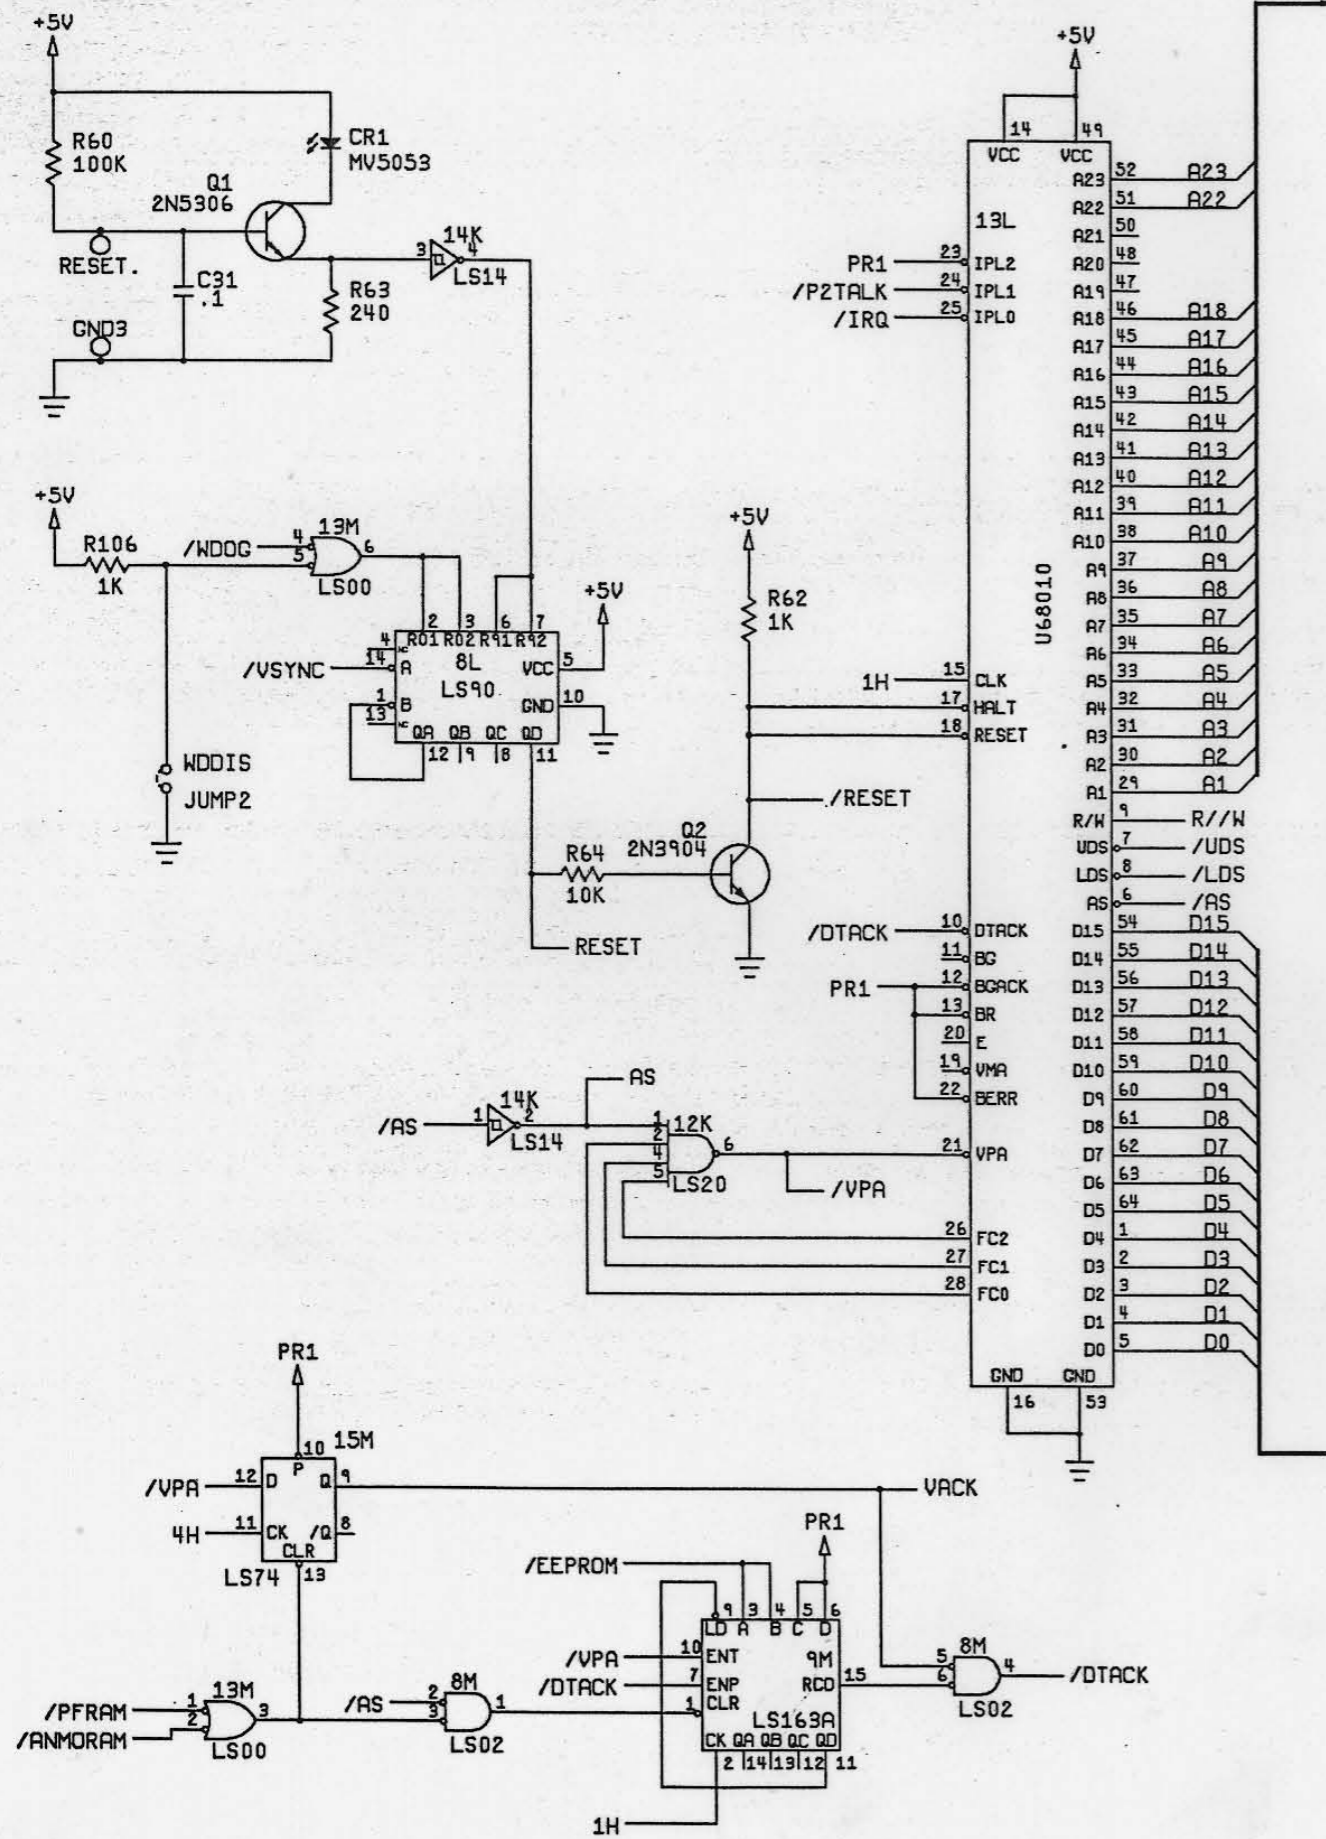 +5V
R60
100K
CR1
MV5053
Q1
2N5306
RESET.
C31
.1
R63
240
GND3
3
14K
4
LS14
+5V
R106
1K
/WDOG
4
5
13M
6
LS00
WDDIS
JUMP2
2
3
6
7
R01
R02
R91
R92
4
NC
/VSYNC
14
A
8L
LS90
VCC
5
+5V
1
B
GND
10
13
NC
QA
QB
QC
QD
12
9
8
11
R64
10K
RESET
Q2
2N3904
+5V
R62
1K
/RESET
+5V
14
49
VCC
VCC
13L
U68010
PR1
23
IPL2
/P2TALK
24
IPL1
/IRQ
25
IPL0
1H
15
CLK
17
HALT
18
RESET
/DTACK
10
DTACK
11
BG
PR1
12
BGACK
13
BR
20
E
19
VMA
22
BERR
21
VPA
26
FC2
27
FC1
28
FC0
A23 52 A23
A22 51 A22
A21 50
A20 48
A19 47
A18 46 A18
A17 45 A17
A16 44 A16
A15 43 A15
A14 42 A14
A13 41 A13
A12 40 A12
A11 39 A11
A10 38 A10
A9 37 A9
A8 36 A8
A7 35 A7
A6 34 A6
A5 33 A5
A4 32 A4
A3 31 A3
A2 30 A2
A1 29 A1
R/W 9 R//W
UDS 7 /UDS
LDS 8 /LDS
AS 6 /AS
D15 54 D15
D14 55 D14
D13 56 D13
D12 57 D12
D11 58 D11
D10 59 D10
D9 60 D9
D8 61 D8
D7 62 D7
D6 63 D6
D5 64 D5
D4 1 D4
D3 2 D3
D2 3 D2
D1 4 D1
D0 5 D0
GND
GND
16
53
/AS
1
14K
2
LS14
AS
1
2
4
5
12K
6
LS20
/VPA
PR1
10
15M
P
/VPA
12
D
Q
9
4H
11
CK
/Q
8
CLR
LS74
13
VACK
/PFRAM
1
/ANMORAM
2
13M
3
LS00
/AS
2
3
8M
1
LS02
/EEPROM
PR1
9
3
4
5
6
LD
A
B
C
D
/VPA
10
ENT
9M
/DTACK
7
ENP
RCO
15
1
CLR
LS163A
CK
QA
QB
QC
QD
2
14
13
12
11
1H
5
6
8M
4
LS02
/DTACK